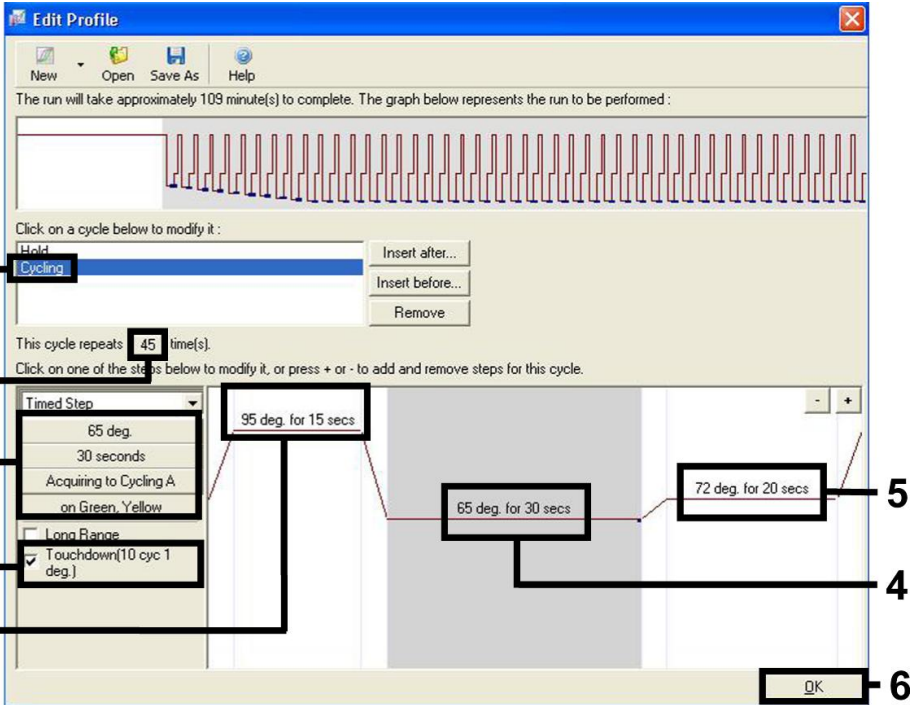 Edit Profile
New Open Save As Help
The run will take approximately 109 minute(s) to complete. The graph below represents the run to be performed :
Click on a cycle below to modify it :
Hold
Cycling
Insert after...
Insert before...
Remove
This cycle repeats 45 time(s).
Click on one of the steps below to modify it, or press + or - to add and remove steps for this cycle.
Timed Step
- +
95 deg. for 15 secs
65 deg.
30 seconds
Acquiring to Cycling A
on Green, Yellow
65 deg. for 30 secs
72 deg. for 20 secs
5
Long Range
Touchdown(10 cyc 1
deg.)
4
OK
6